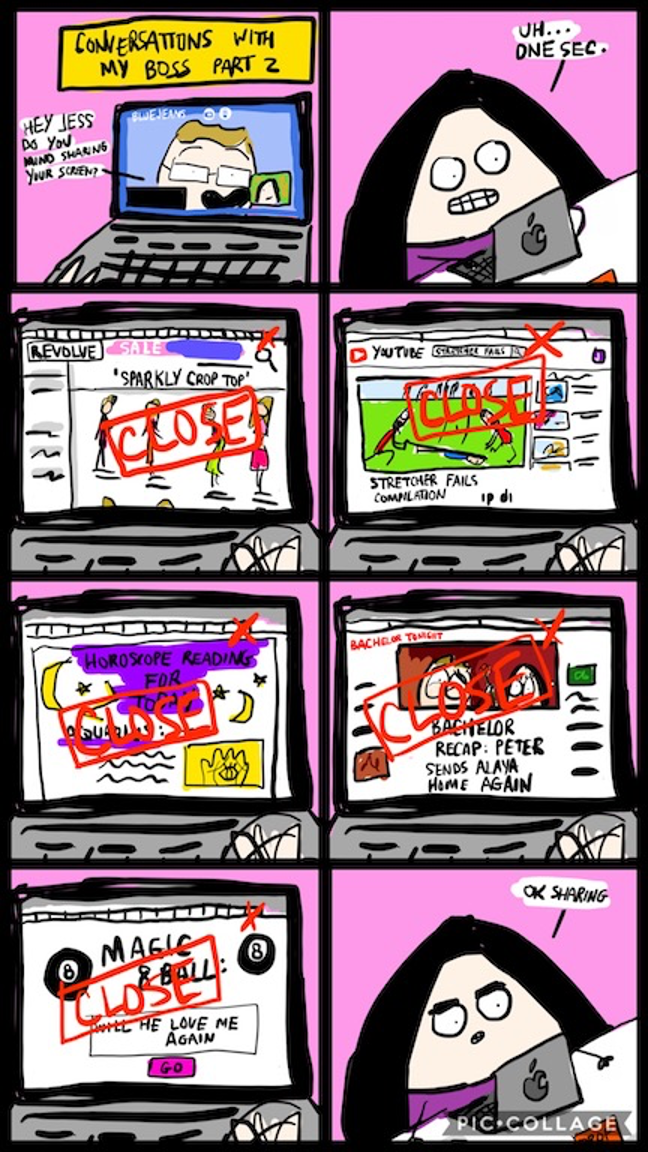 CONVERSATIONS WITH
MY BOSS PART 2
HEY JESS
DO YOU
MIND SHARING
YOUR SCREEN?
BLUEJEANS
UH...
ONE SEC.
REVOLVE
SALE
"SPARKLY CROP TOP"
CLOSE
YOUTUBE
STRETCHER FAILS
CLOSE
STRETCHER FAILS
COMPILATION
HOROSCOPE READING
FOR
TODAY
AQUARIUS:
CLOSE
BACHELOR TONIGHT
CLOSE
BACHELOR
RECAP: PETER
SENDS ALAYA
HOME AGAIN
MAGIC
8 BALL:
8
8
CLOSE
WILL HE LOVE ME
AGAIN
GO
OK SHARING
PIC•COLLAGE